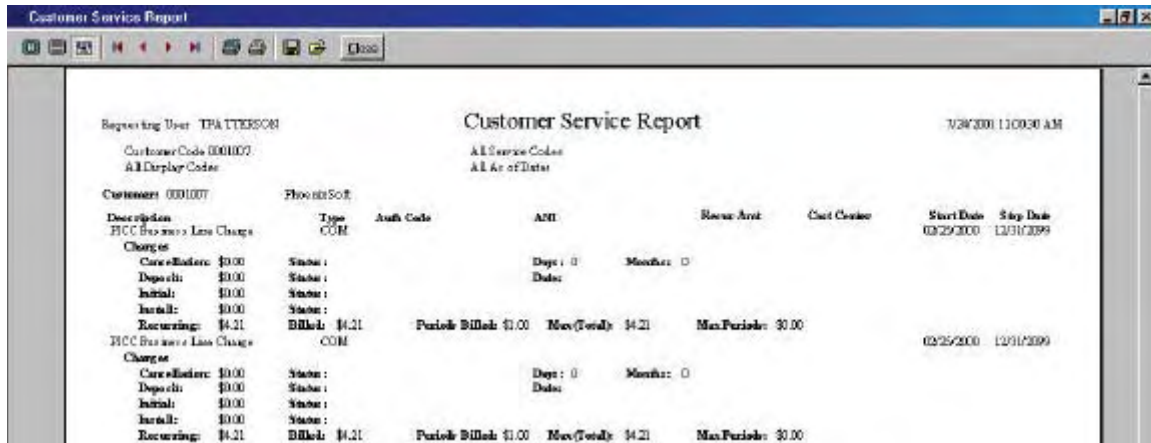 Customer Service Report
Close
Requesting User TPATTERSON Customer Service Report 7/24/2001 11:00:30 AM
Customer Code 0001007 All Service Codes
All Display Codes All As of Dates
Customer: 0001007 PhoenixSoft
Description Type Auth Code ANI Recur Amt Cost Center Start Date Stop Date
PICC Business Line Charge COM 02/25/2000 12/31/2099
Charges
Cancellation: $0.00 Status: Days: 0 Months: 0
Deposit: $0.00 Status: Date:
Initial: $0.00 Status:
Install: $0.00 Status:
Recurring: $4.21 Billed: $4.21 Periods Billed: $1.00 Max (Total): $4.21 Max Periods: $0.00
PICC Business Line Charge COM 02/25/2000 12/31/2099
Charges
Cancellation: $0.00 Status: Days: 0 Months: 0
Deposit: $0.00 Status: Date:
Initial: $0.00 Status:
Install: $0.00 Status:
Recurring: $4.21 Billed: $4.21 Periods Billed: $1.00 Max (Total): $4.21 Max Periods: $0.00